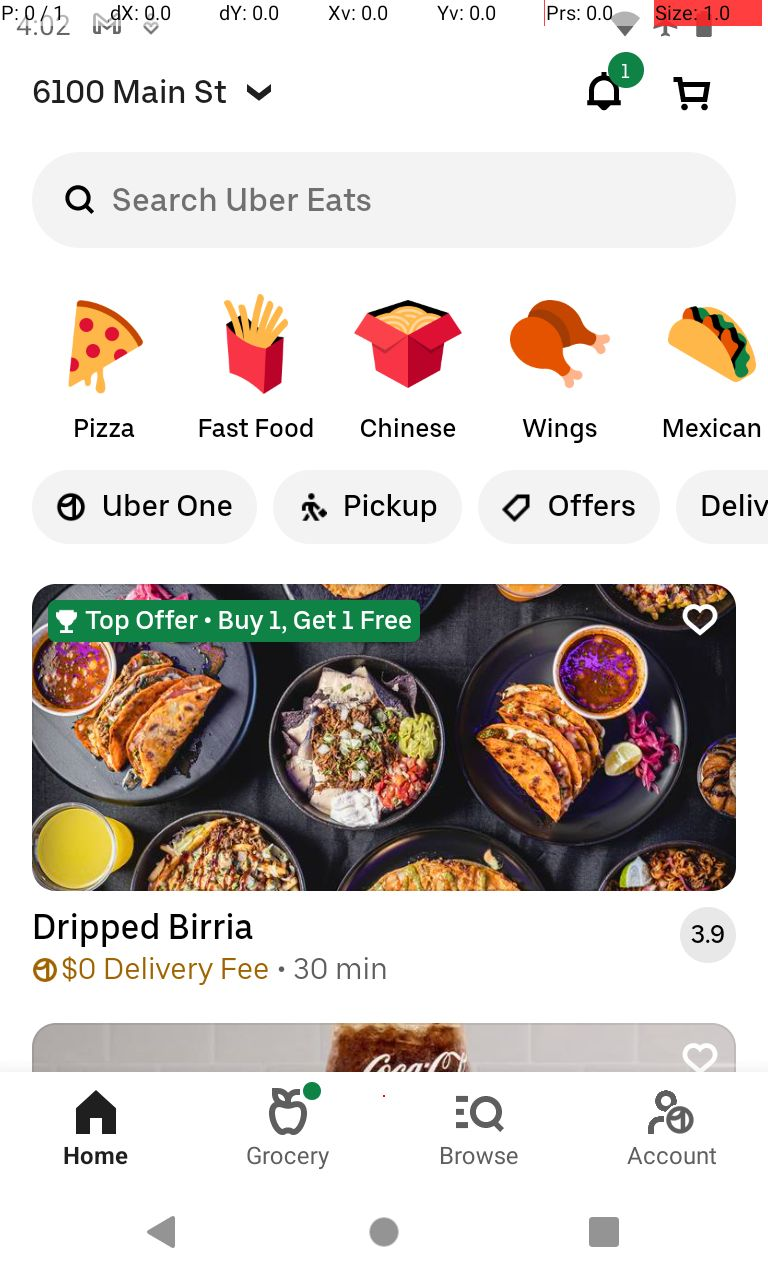 P: 0 / 1 dX: 0.0 dY: 0.0 Xv: 0.0 Yv: 0.0 Prs: 0.0 Size: 1.0
4:02
6100 Main St
1
Search Uber Eats
Pizza Fast Food Chinese Wings Mexican
Uber One Pickup Offers Deliv
Top Offer • Buy 1, Get 1 Free
Dripped Birria
3.9
$0 Delivery Fee • 30 min
Coca-C
Home Grocery Browse Account